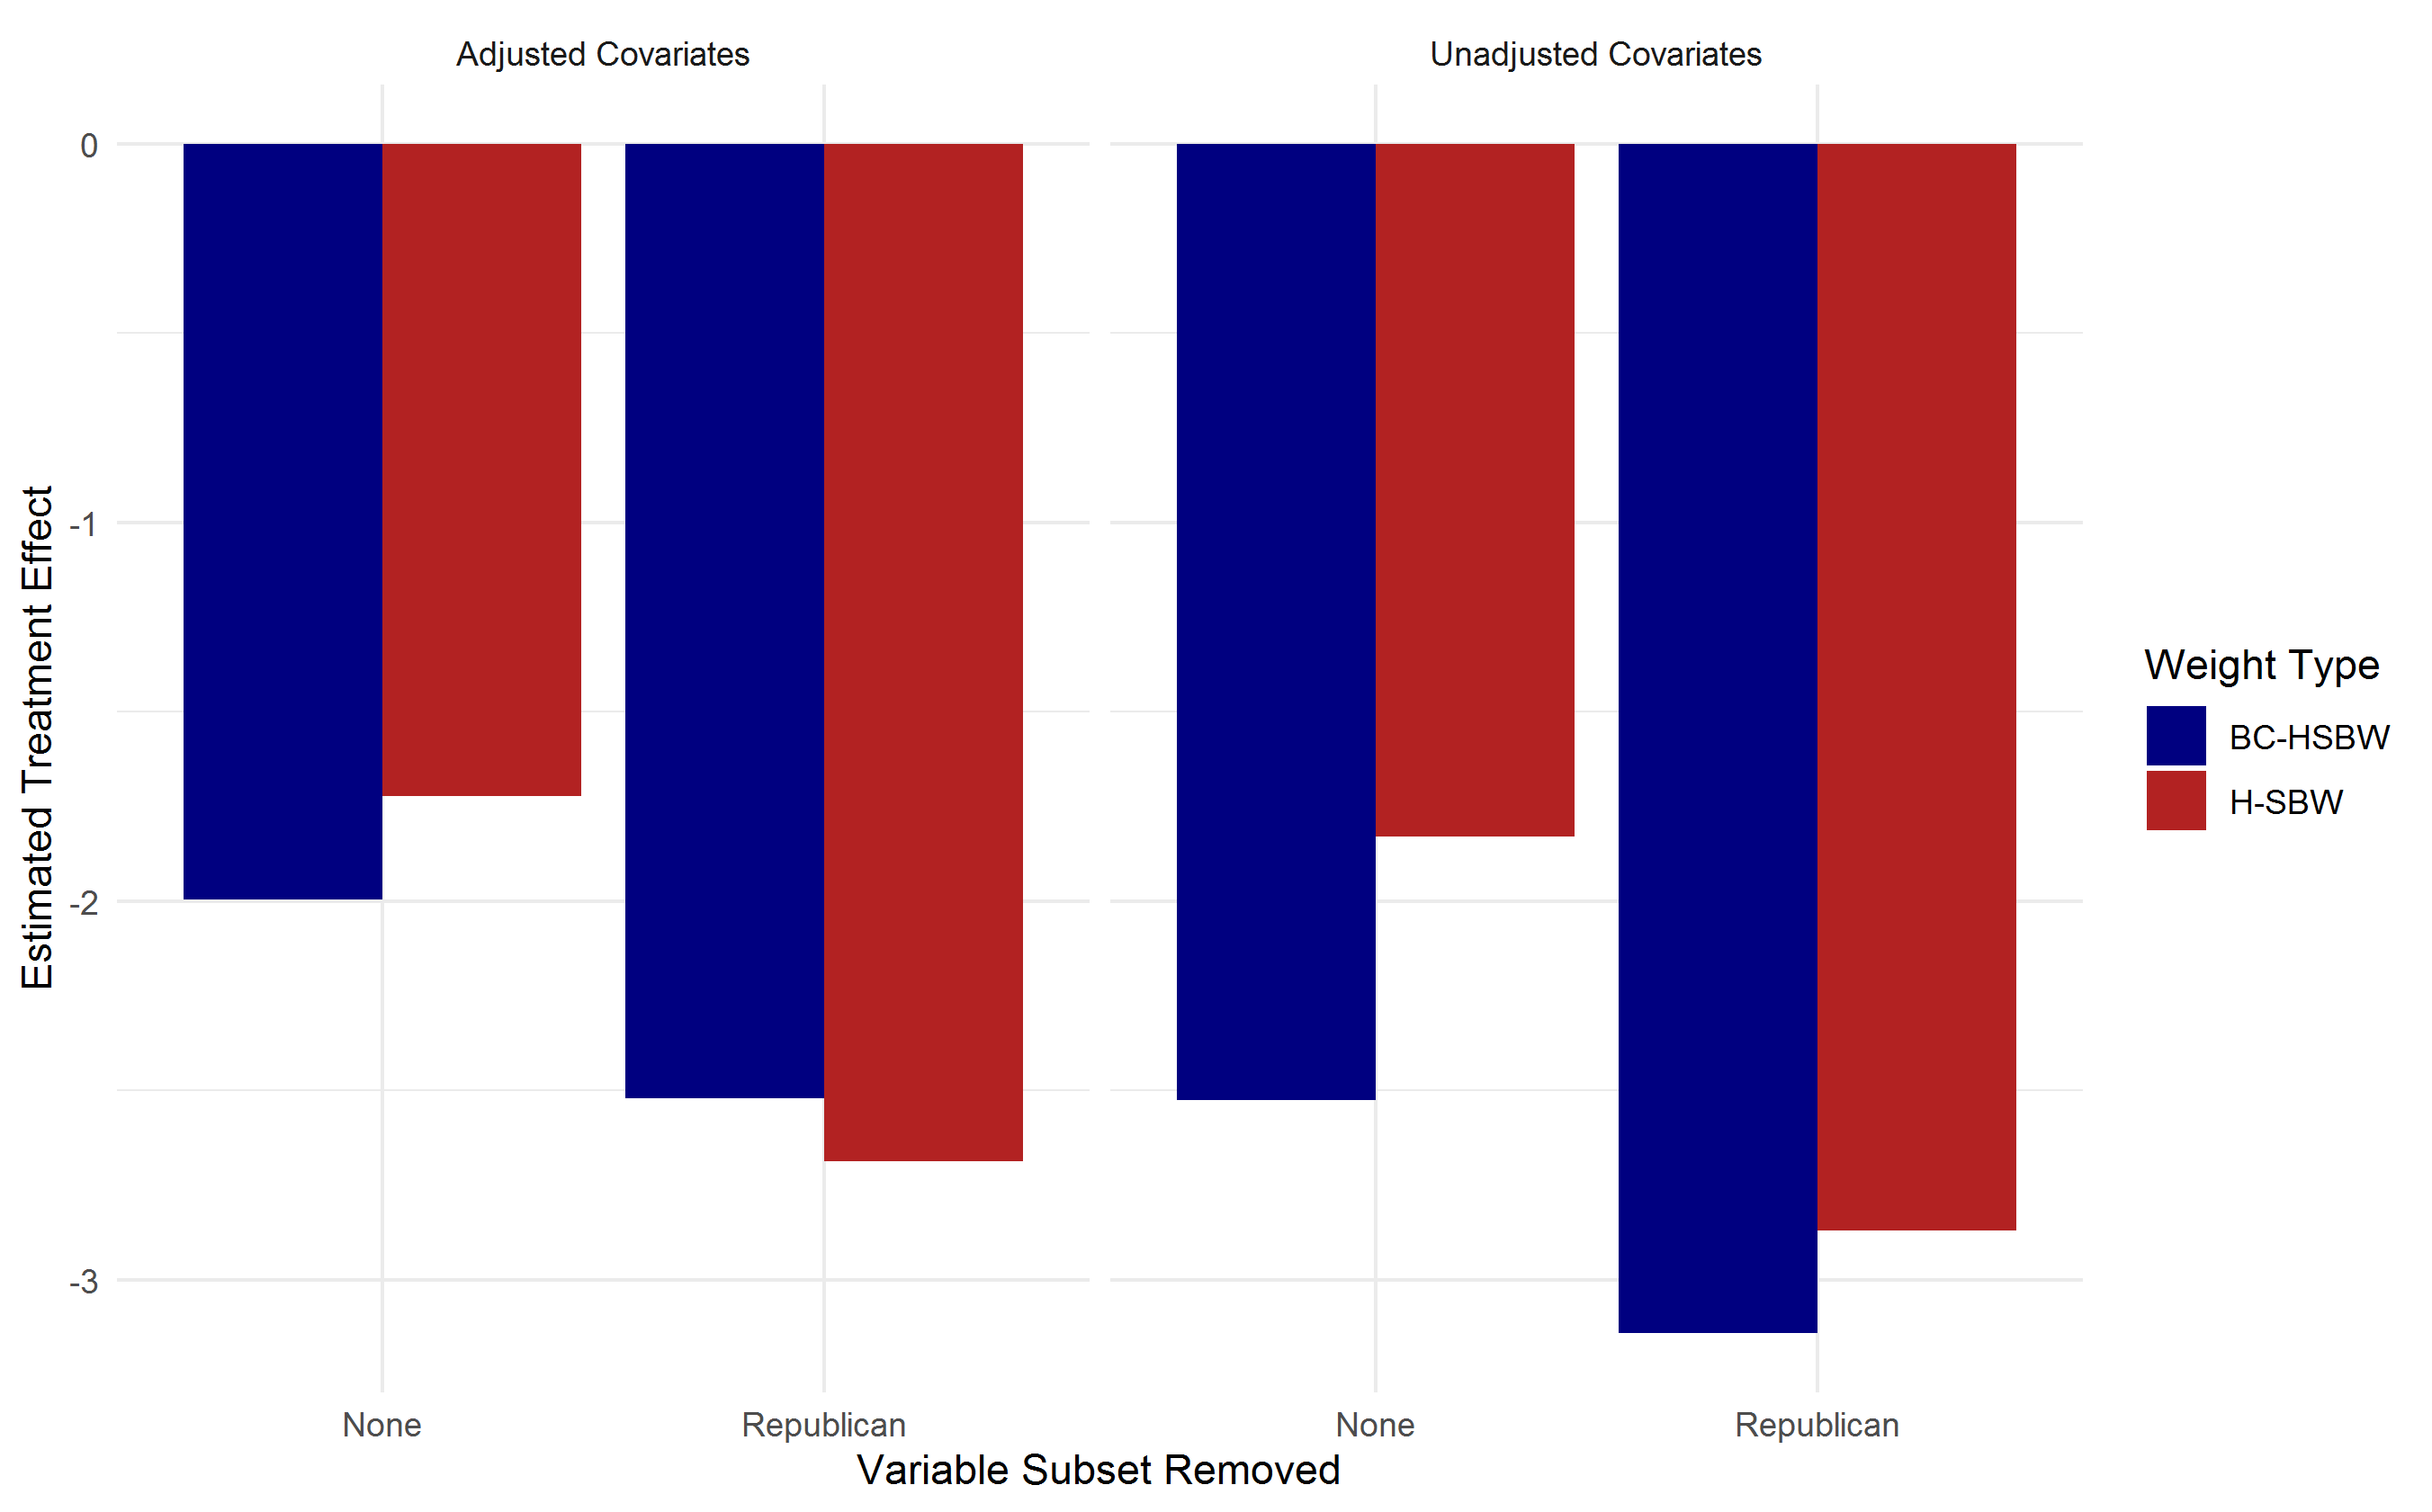 Adjusted Covariates
Unadjusted Covariates
0
-1
-2
-3
Estimated Treatment Effect
None
Republican
None
Republican
Variable Subset Removed
Weight Type
BC-HSBW
H-SBW